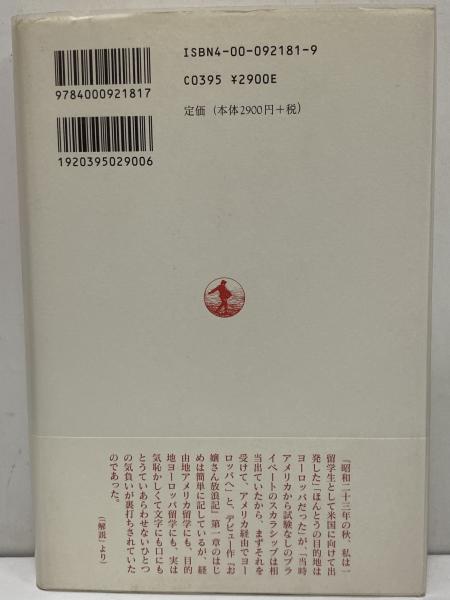 ISBN4-00-092181-9
C0395 ¥2900E
定価(本体2900円+税)
9784000921817
1920395029006
「昭和二十三年の秋、私は一
留学生として米国に向けて出
発した」「ほんとうの目的地は
ヨーロッパだった」が、「当時
アメリカから試験なしのプラ
イベートのスカラシップは相
当出ていたから、まずそれを
受けて、アメリカ経由でヨー
ロッパへ」と、デビュー作『お
嬢さん放浪記』第一章のはじ
めは簡単に記しているが、経
由地アメリカ留学にも、目的
地ヨーロッパ留学にも、実は
気恥かしくて文字にも口にも
とうていあらわせないひとつ
の気負いが裏打ちされていた
のであった。
(「解説」より)